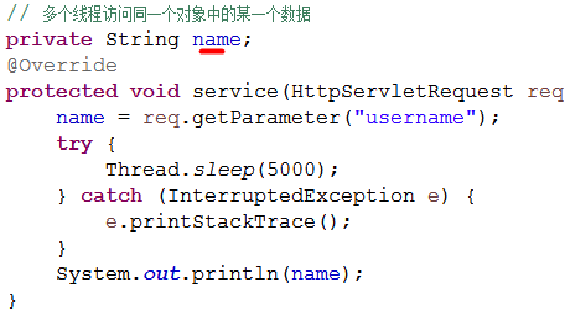 // 多个线程访问同一个对象中的某一个数据
private String name;
@Override
protected void service(HttpServletRequest req
name = req.getParameter("username");
try {
Thread.sleep(5000);
} catch (InterruptedException e) {
e.printStackTrace();
}
System.out.println(name);
}